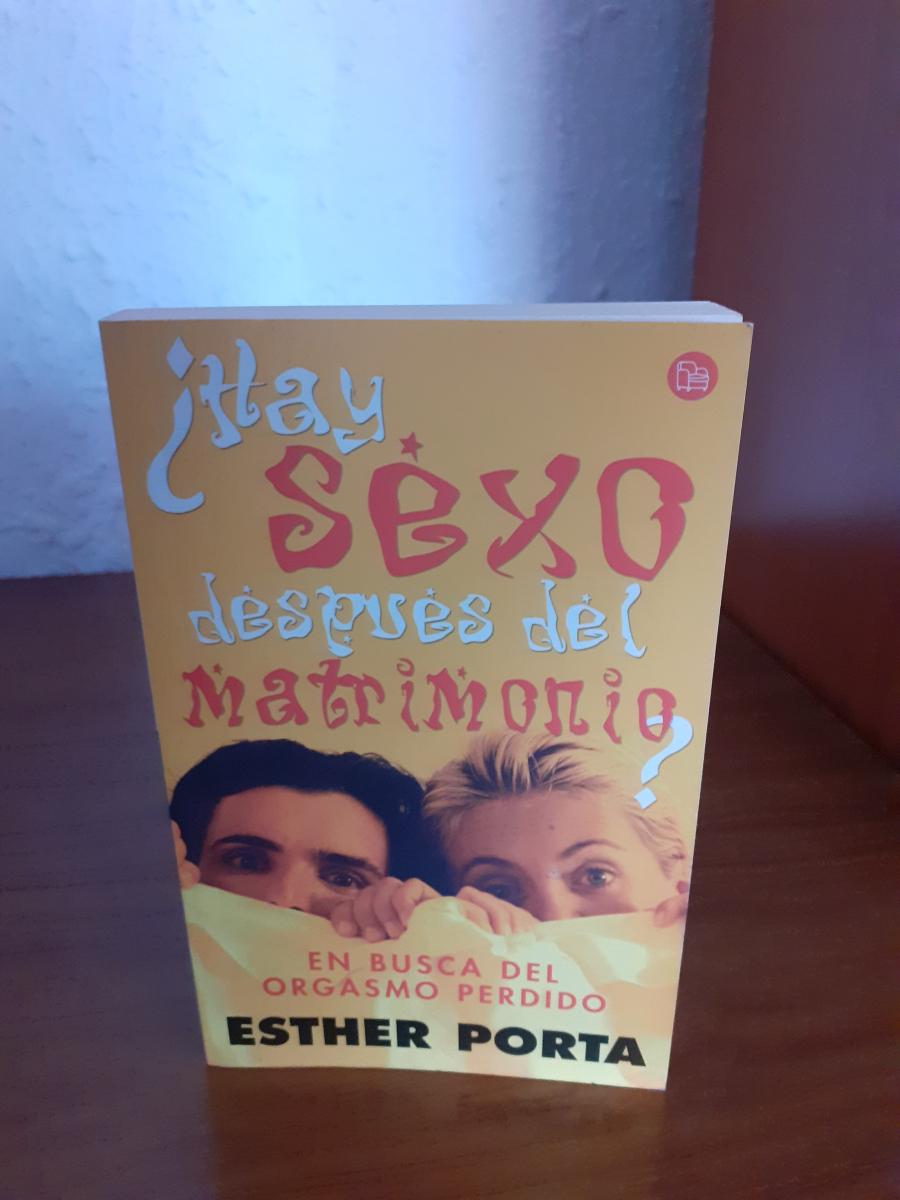 ¿Hay
sexo
después del
matrimonio?
EN BUSCA DEL
ORGASMO PERDIDO
ESTHER PORTA